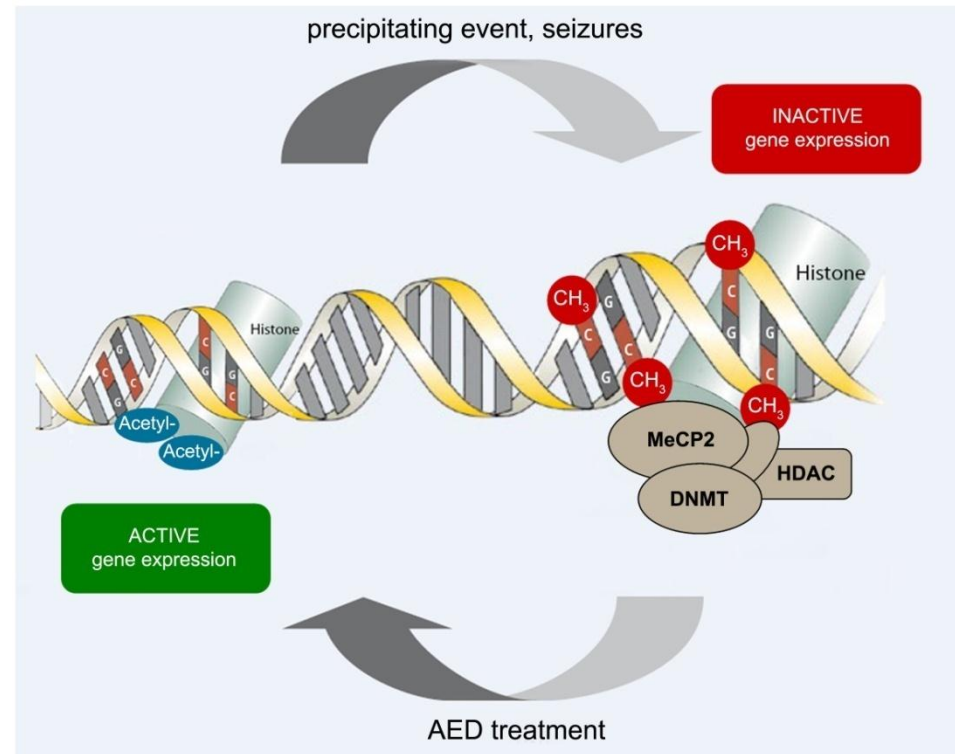 precipitating event, seizures
INACTIVE
gene expression
CH₃
CH₃
Histone
C
G
G
C
Histone
C
G
G
C
C
G
C
G
C
C
G
G
C
G
CH₃
CH₃
Acetyl-
Acetyl-
MeCP2
HDAC
DNMT
ACTIVE
gene expression
AED treatment